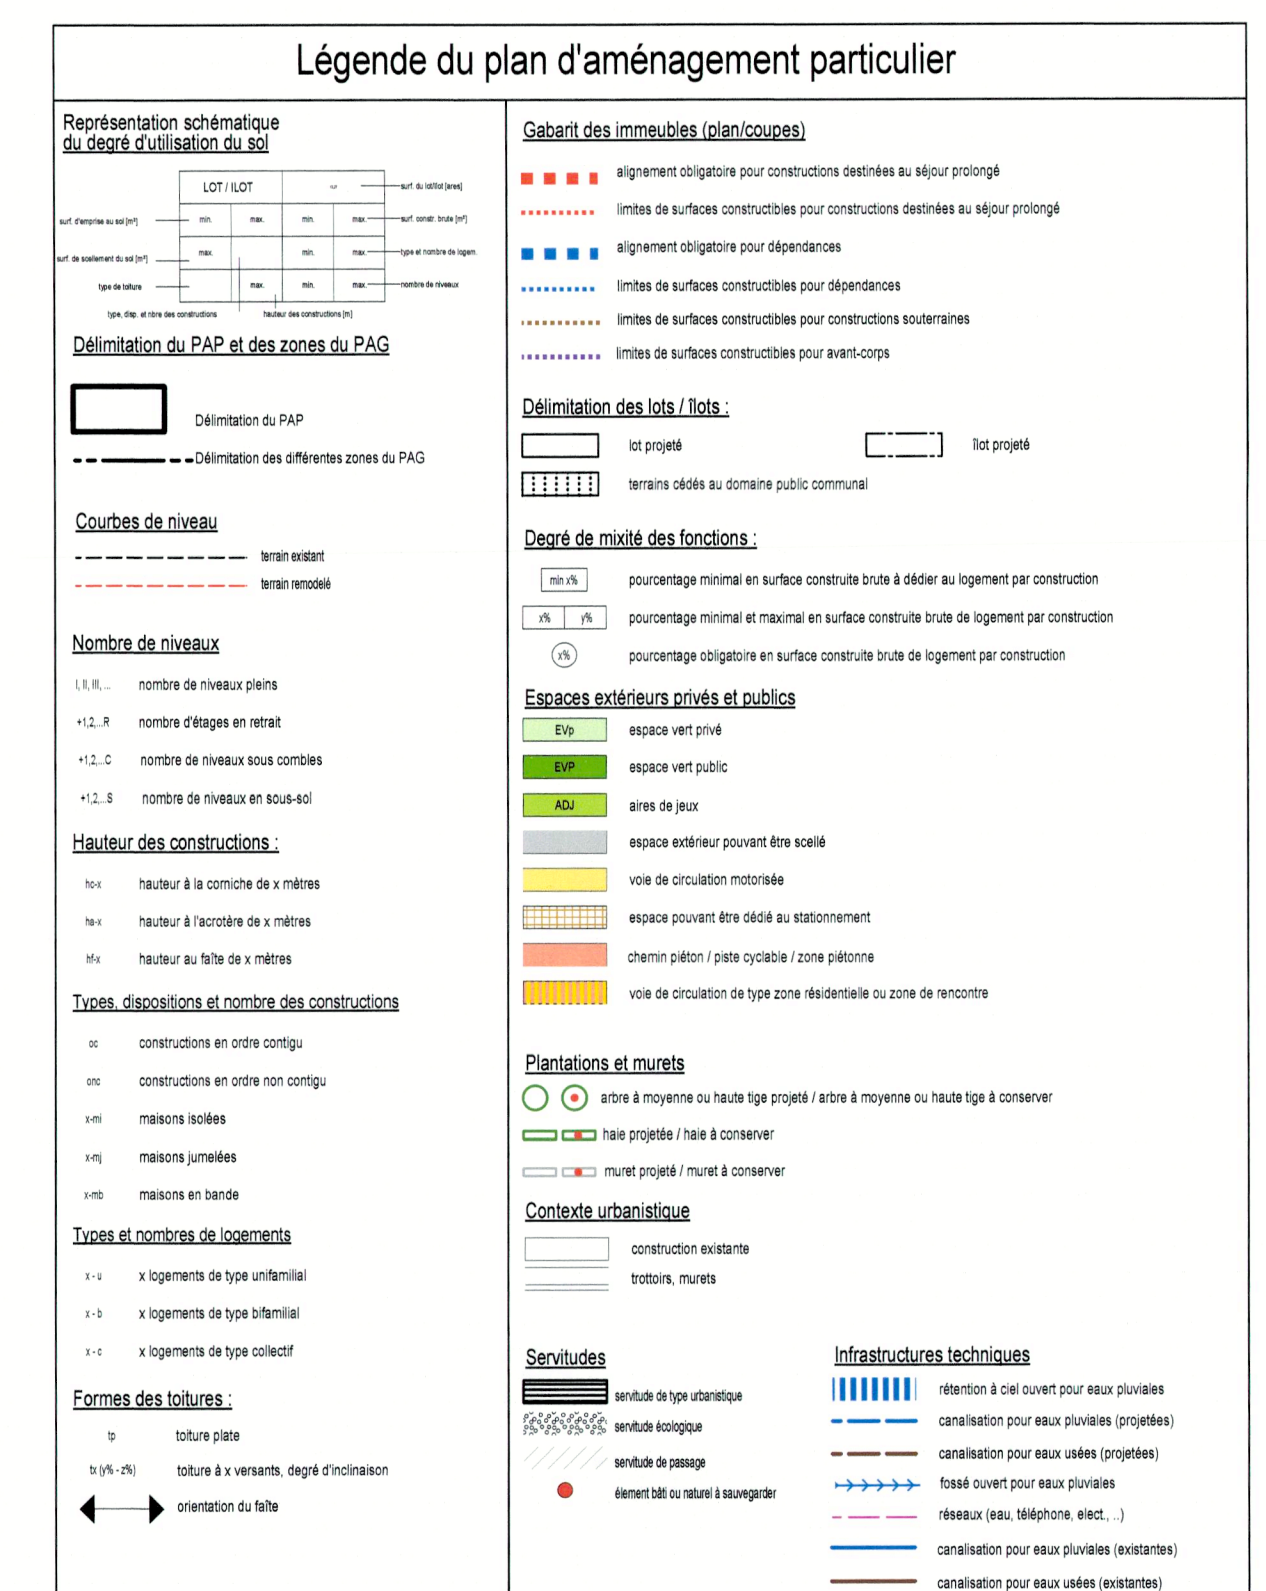 Légende du plan d'aménagement particulier
Représentation schématique
du degré d'utilisation du sol
LOT / ILOT
surf. du lot/ilot [ares]
surf. d'emprise au sol [m²]
min.
max.
min.
max.
surf. constr. brute [m²]
surf. de scellement du sol [m²]
max.
min.
max.
type et nombre de logem.
type de toiture
max.
min.
max.
nombre de niveaux
type, disp. et nbre des constructions
hauteur des constructions [m]
Délimitation du PAP et des zones du PAG
Délimitation du PAP
Délimitation des différentes zones du PAG
Courbes de niveau
terrain existant
terrain remodelé
Nombre de niveaux
I, II, III, ...
nombre de niveaux pleins
+1,2,...R
nombre d'étages en retrait
+1,2,...C
nombre de niveaux sous combles
+1,2,...S
nombre de niveaux en sous-sol
Hauteur des constructions :
hc-x
hauteur à la corniche de x mètres
ha-x
hauteur à l'acrotère de x mètres
hf-x
hauteur au faîte de x mètres
Types, dispositions et nombre des constructions
oc
constructions en ordre contigu
onc
constructions en ordre non contigu
x-mi
maisons isolées
x-mj
maisons jumelées
x-mb
maisons en bande
Types et nombres de logements
x - u
x logements de type unifamilial
x - b
x logements de type bifamilial
x - c
x logements de type collectif
Formes des toitures :
tp
toiture plate
tx (y% - z%)
toiture à x versants, degré d'inclinaison
orientation du faîte
Gabarit des immeubles (plan/coupes)
alignement obligatoire pour constructions destinées au séjour prolongé
limites de surfaces constructibles pour constructions destinées au séjour prolongé
alignement obligatoire pour dépendances
limites de surfaces constructibles pour dépendances
limites de surfaces constructibles pour constructions souterraines
limites de surfaces constructibles pour avant-corps
Délimitation des lots / îlots :
lot projeté
îlot projeté
terrains cédés au domaine public communal
Degré de mixité des fonctions :
min x%
pourcentage minimal en surface construite brute à dédier au logement par construction
x%
y%
pourcentage minimal et maximal en surface construite brute de logement par construction
x%
pourcentage obligatoire en surface construite brute de logement par construction
Espaces extérieurs privés et publics
EVp
espace vert privé
EVP
espace vert public
ADJ
aires de jeux
espace extérieur pouvant être scellé
voie de circulation motorisée
espace pouvant être dédié au stationnement
chemin piéton / piste cyclable / zone piétonne
voie de circulation de type zone résidentielle ou zone de rencontre
Plantations et murets
arbre à moyenne ou haute tige projeté / arbre à moyenne ou haute tige à conserver
haie projetée / haie à conserver
muret projeté / muret à conserver
Contexte urbanistique
construction existante
trottoirs, murets
Servitudes
servitude de type urbanistique
servitude écologique
servitude de passage
élement bâti ou naturel à sauvegarder
Infrastructures techniques
rétention à ciel ouvert pour eaux pluviales
canalisation pour eaux pluviales (projetées)
canalisation pour eaux usées (projetées)
fossé ouvert pour eaux pluviales
réseaux (eau, téléphone, elect., ..)
canalisation pour eaux pluviales (existantes)
canalisation pour eaux usées (existantes)